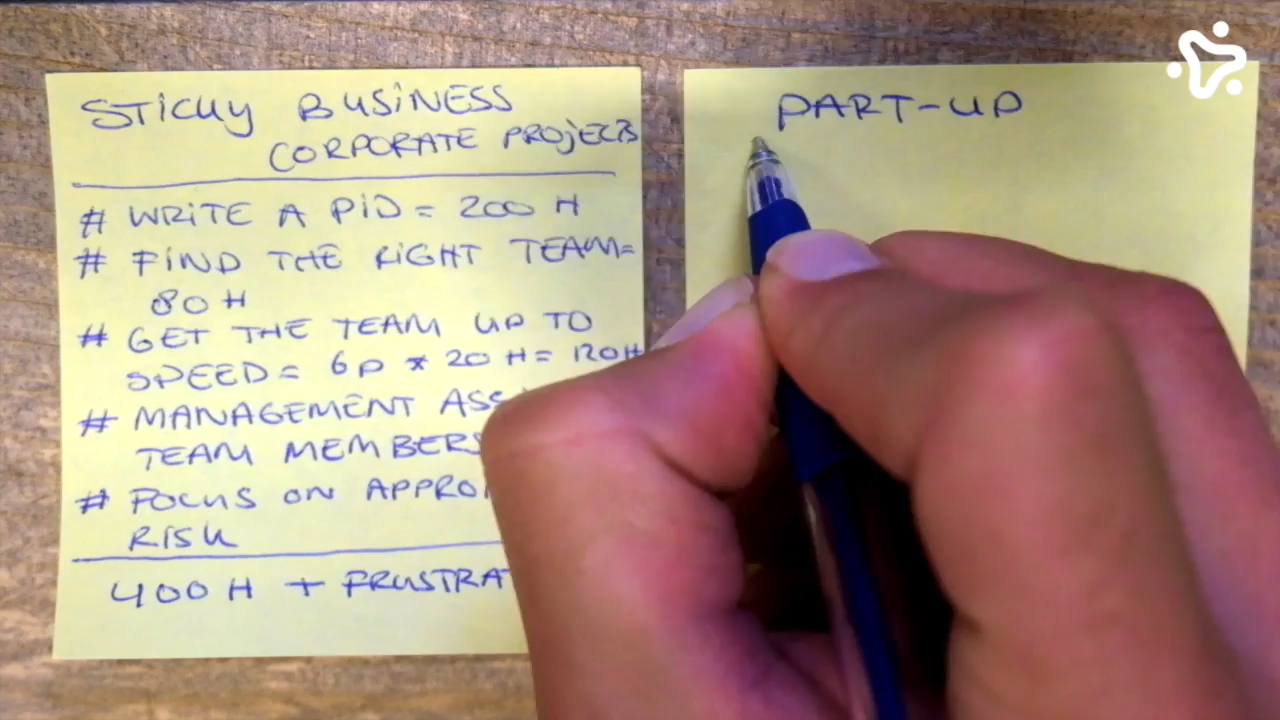 STiCKY BUSiNESS
CORPORATE PROJECTS
# WRiTE A PiD = 200 H
# FiND THE RiGHT TEAM=
80 H
# GET THE TEAM UP TO
SPEED = 6P * 20 H = 120H
# MANAGEMENT
TEAM MEMBERS
# FOCUS ON
RISK
400 H +
PART-UP